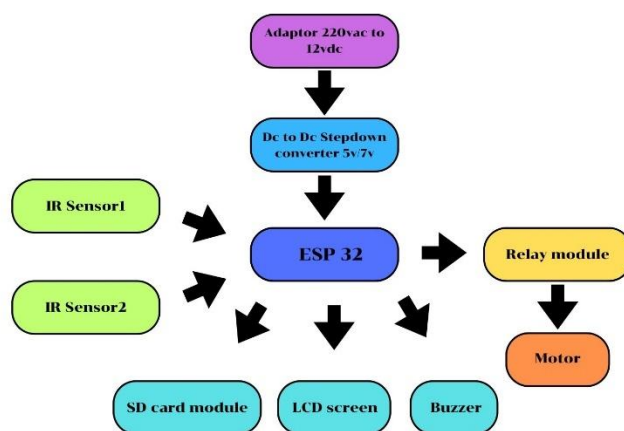 Adaptor 220vac to
12vdc
Dc to Dc Stepdown
converter 5v/7v
IR Sensor1
ESP 32
Relay module
IR Sensor2
Motor
SD card module
LCD screen
Buzzer